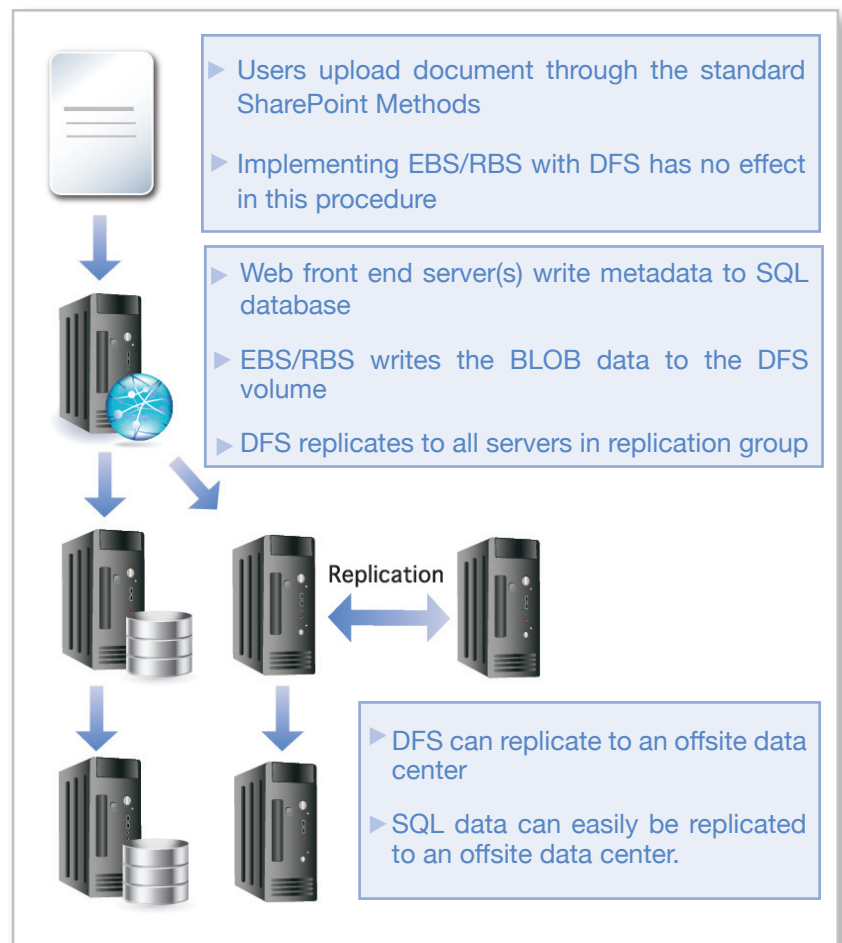 Users upload document through the standard
SharePoint Methods
Implementing EBS/RBS with DFS has no effect
in this procedure
Web front end server(s) write metadata to SQL
database
EBS/RBS writes the BLOB data to the DFS
volume
DFS replicates to all servers in replication group
Replication
DFS can replicate to an offsite data
center
SQL data can easily be replicated
to an offsite data center.